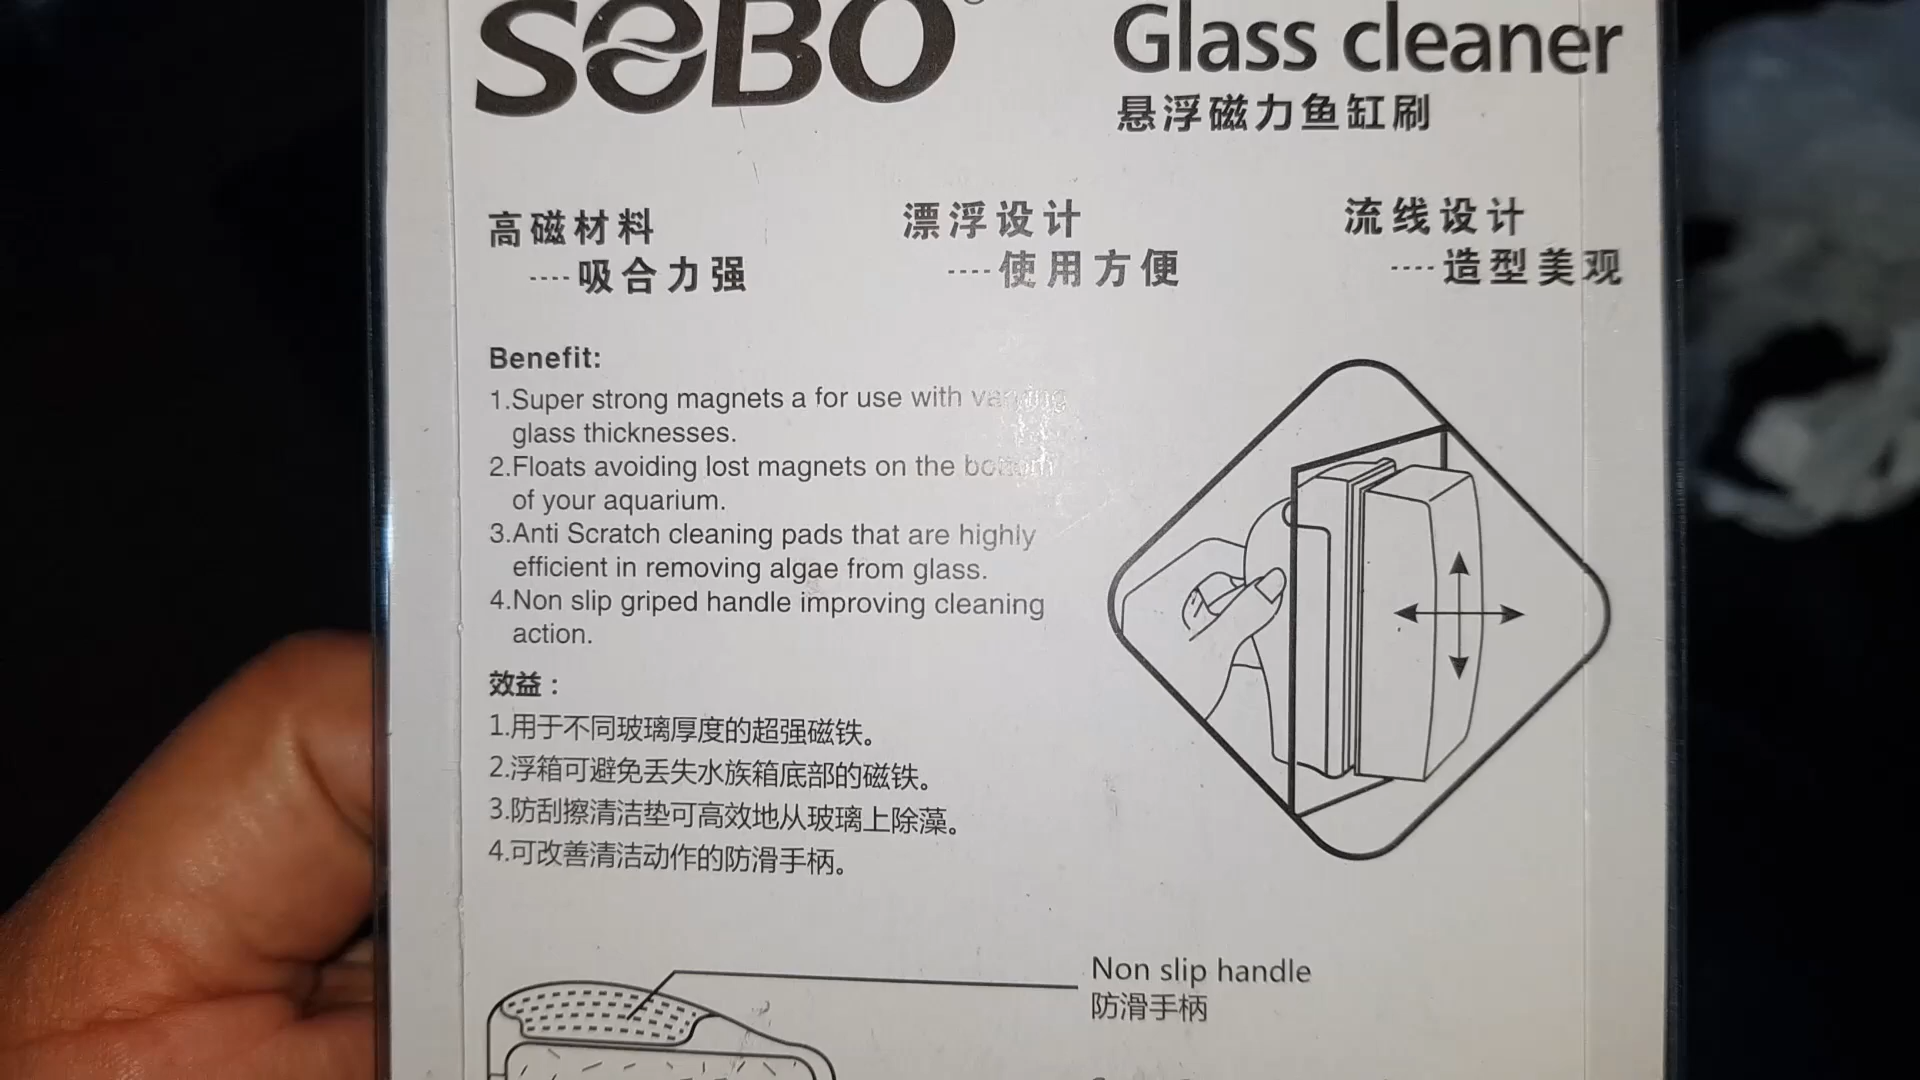 SOBO®
Glass cleaner
悬浮磁力鱼缸刷
高磁材料
----吸合力强
漂浮设计
----使用方便
流线设计
----造型美观
Benefit:
1.Super strong magnets a for use with varying
glass thicknesses.
2.Floats avoiding lost magnets on the bottom
of your aquarium.
3.Anti Scratch cleaning pads that are highly
efficient in removing algae from glass.
4.Non slip griped handle improving cleaning
action.
效益：
1.用于不同玻璃厚度的超强磁铁。
2.浮箱可避免丢失水族箱底部的磁铁。
3.防刮擦清洁垫可高效地从玻璃上除藻。
4.可改善清洁动作的防滑手柄。
Non slip handle
防滑手柄